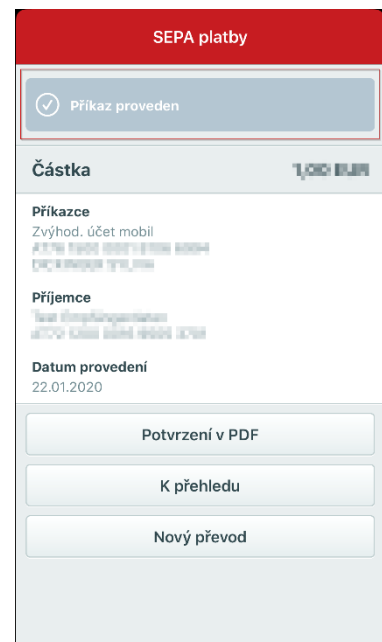 SEPA platby
Příkaz proveden
Částka
Příkazce
Zvýhod. účet mobil
Příjemce
Datum provedení
22.01.2020
Potvrzení v PDF
K přehledu
Nový převod